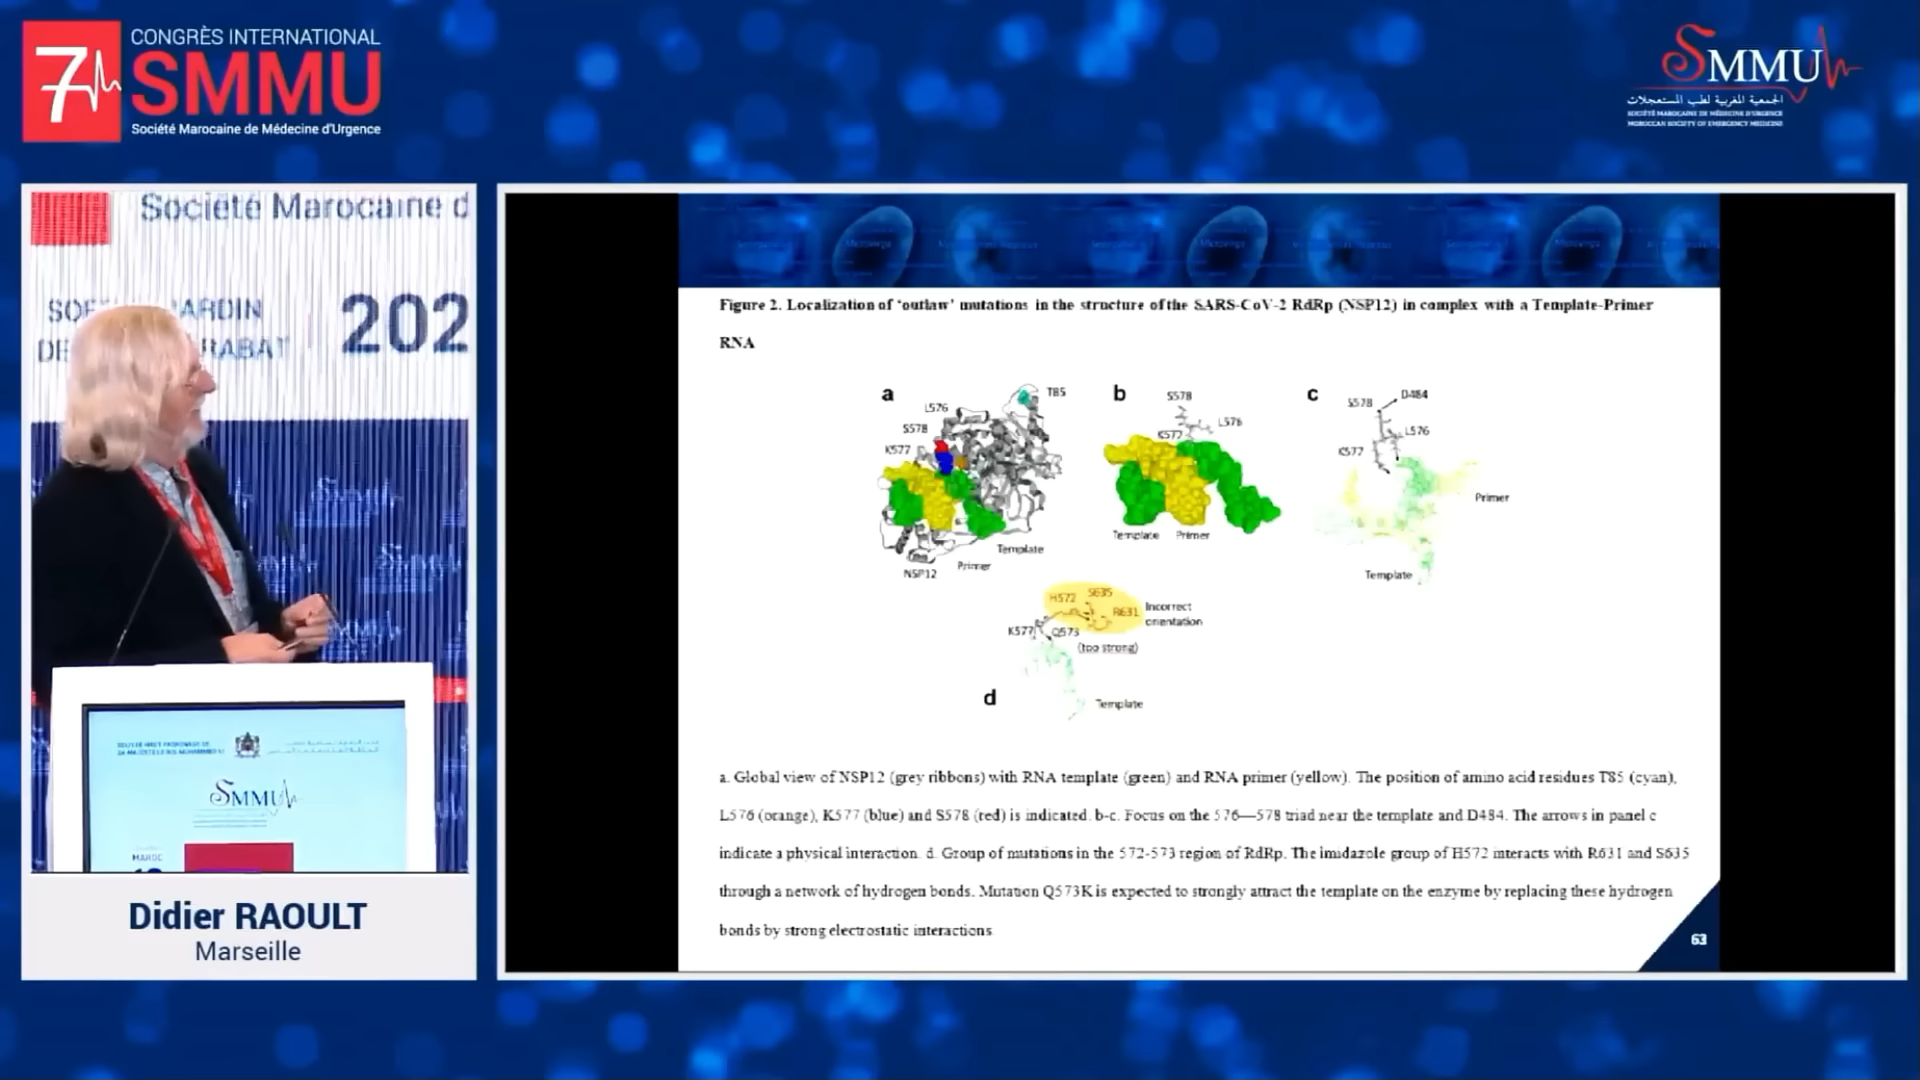 7
CONGRÈS INTERNATIONAL
SMMU
Société Marocaine de Médecine d'Urgence
SMMU
الجمعية المغربية لطب المستعجلات
SOCIÉTÉ MAROCAINE DE MÉDECINE D'URGENCE
MOROCCAN SOCIETY OF EMERGENCY MEDICINE
Société Marocaine d
SOF JARDIN
DE RABAT
202
SMMU
MAROC
Didier RAOULT
Marseille
Figure 2. Localization of 'outlaw' mutations in the structure of the SARS-CoV-2 RdRp (NSP12) in complex with a Template-Primer
RNA
a
T85
L576
S578
K577
Template
Primer
NSP12
b
S578
L576
K577
Template Primer
c
D484
S578
L576
K577
Primer
Template
H572 S635
R631
Incorrect
orientation
K577 Q573
(too strong)
d
Template
a. Global view of NSP12 (grey ribbons) with RNA template (green) and RNA primer (yellow). The position of amino acid residues T85 (cyan),
L576 (orange), K577 (blue) and S578 (red) is indicated. b-c. Focus on the 576—578 triad near the template and D484. The arrows in panel c
indicate a physical interaction. d. Group of mutations in the 572-573 region of RdRp. The imidazole group of H572 interacts with R631 and S635
through a network of hydrogen bonds. Mutation Q573K is expected to strongly attract the template on the enzyme by replacing these hydrogen
bonds by strong electrostatic interactions
63